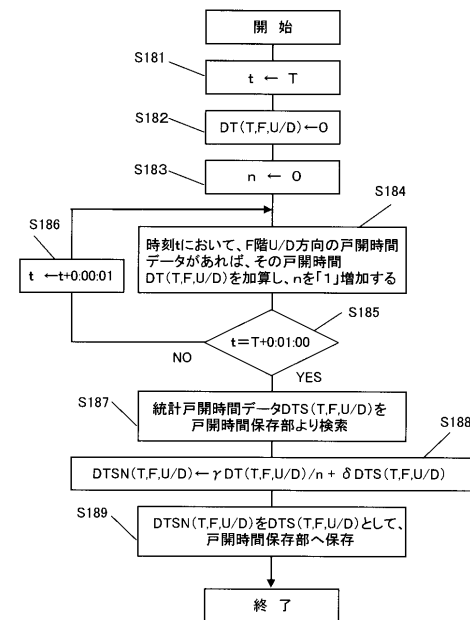 開 始
S181
t ← T
S182
DT(T,F,U/D)←0
S183
n ← 0
S184
S186
時刻tにおいて、F階U/D方向の戸開時間
データがあれば、その戸開時間
DT(T,F,U/D)を加算し、nを「1」増加する
t ←t+0:00:01
S185
t=T+0:01:00
NO
YES
S187
統計戸開時間データDTS(T,F,U/D)を
戸開時間保存部より検索
S188
DTSN(T,F,U/D)←γDT(T,F,U/D)/n + δDTS(T,F,U/D)
S189
DTSN(T,F,U/D)をDTS(T,F,U/D)として、
戸開時間保存部へ保存
終 了